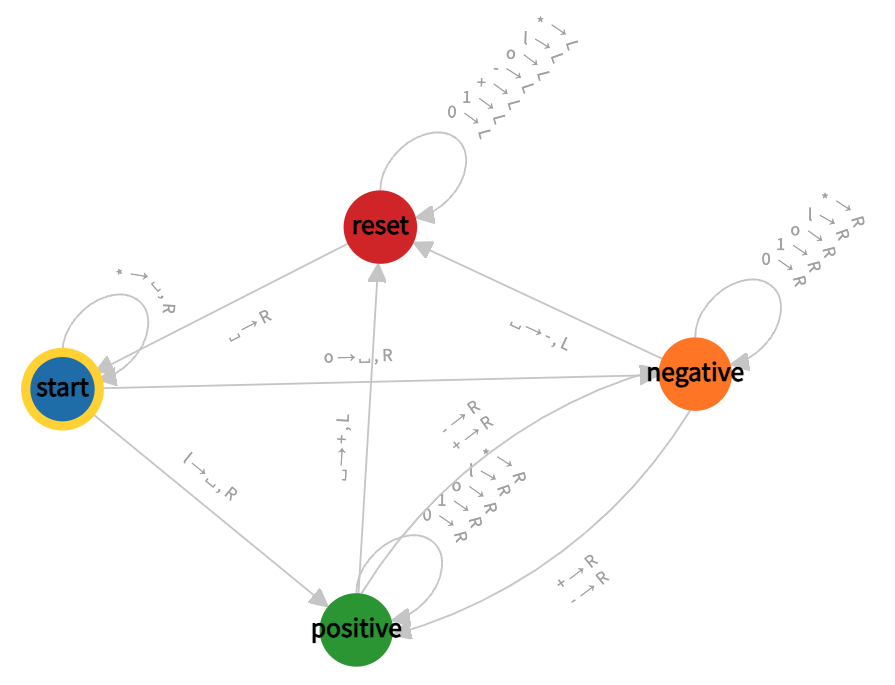 * → L
l → L
o → L
- → L
+ → L
1 → L
0 → L
reset
* → R
l → R
o → R
1 → R
0 → R
* → ␣,R
␣ → R
␣ → -,L
o → ␣,R
start
negative
␣ → +,L
- → R
+ → R
l → ␣,R
* → R
l → R
o → R
1 → R
0 → R
+ → R
- → R
positive